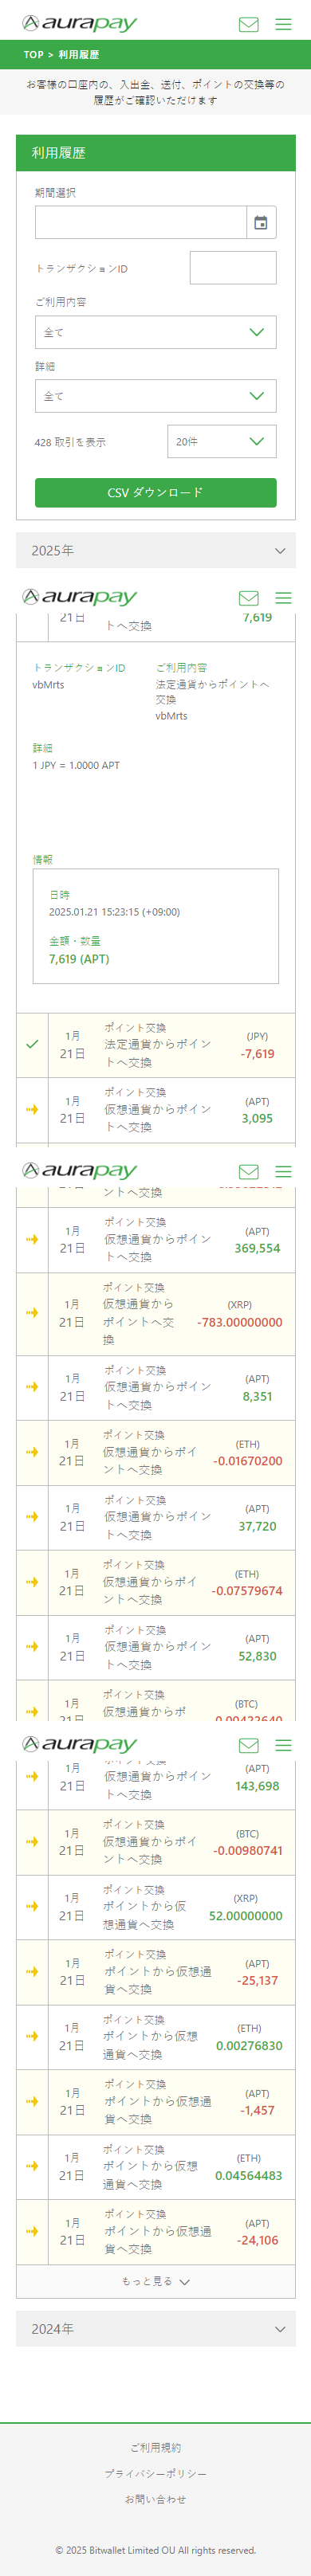 aurapay
TOP > 利用履歴
お客様の口座内の、入出金、送付、ポイントの交換等の
履歴がご確認いただけます
利用履歴
期間選択
トランザクションID
ご利用内容
全て
詳細
全て
428 取引を表示
20件
CSV ダウンロード
2025年
aurapay
21日
トへ交換
7,619
トランザクションID
vbMrts
ご利用内容
法定通貨からポイントへ
交換
vbMrts
詳細
1 JPY = 1.0000 APT
情報
日時
2025.01.21 15:23:15 (+09:00)
金額・数量
7,619 (APT)
1月
21日
ポイント交換
法定通貨からポイン
トへ交換
(JPY)
-7,619
1月
21日
ポイント交換
仮想通貨からポイン
トへ交換
(APT)
3,095
aurapay
ントへ交換
1月
21日
ポイント交換
仮想通貨からポイン
トへ交換
(APT)
369,554
1月
21日
ポイント交換
仮想通貨から
ポイントへ交
換
(XRP)
-783.00000000
1月
21日
ポイント交換
仮想通貨からポイン
トへ交換
(APT)
8,351
1月
21日
ポイント交換
仮想通貨からポイ
ントへ交換
(ETH)
-0.01670200
1月
21日
ポイント交換
仮想通貨からポイン
トへ交換
(APT)
37,720
1月
21日
ポイント交換
仮想通貨からポイ
ントへ交換
(ETH)
-0.07579674
1月
21日
ポイント交換
仮想通貨からポイン
トへ交換
(APT)
52,830
1月
21日
ポイント交換
仮想通貨からポ
(BTC)
aurapay
1月
21日
仮想通貨からポイン
トへ交換
(APT)
143,698
1月
21日
ポイント交換
仮想通貨からポイ
ントへ交換
(BTC)
-0.00980741
1月
21日
ポイント交換
ポイントから仮
想通貨へ交換
(XRP)
52.00000000
1月
21日
ポイント交換
ポイントから仮想通
貨へ交換
(APT)
-25,137
1月
21日
ポイント交換
ポイントから仮想
通貨へ交換
(ETH)
0.00276830
1月
21日
ポイント交換
ポイントから仮想通
貨へ交換
(APT)
-1,457
1月
21日
ポイント交換
ポイントから仮想
通貨へ交換
(ETH)
0.04564483
1月
21日
ポイント交換
ポイントから仮想通
貨へ交換
(APT)
-24,106
もっと見る
2024年
ご利用規約
プライバシーポリシー
お問い合わせ
© 2025 Bitwallet Limited OU All rights reserved.